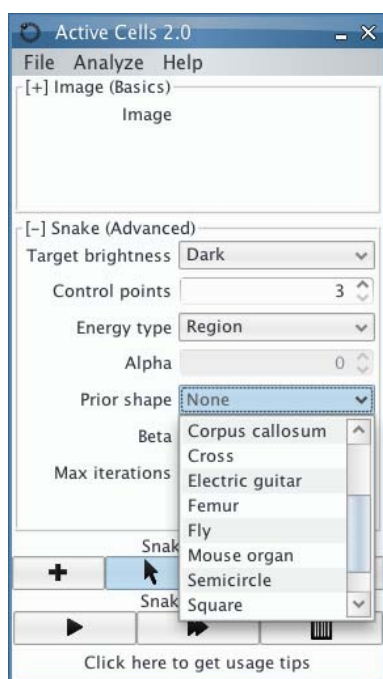 Active Cells 2.0
File Analyze Help
[+] Image (Basics)
Image
[-] Snake (Advanced)
Target brightness Dark
Control points 3
Energy type Region
Alpha 0
Prior shape None
Beta Corpus callosum
Cross
Max iterations Electric guitar
Femur
Fly
Mouse organ
Semicircle
Square
Snak
Snak
Click here to get usage tips